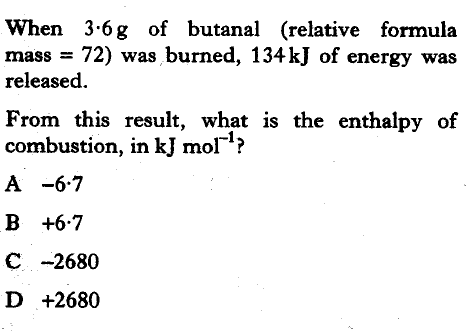 When 3·6 g of butanal (relative formula
mass = 72) was burned, 134 kJ of energy was
released.
From this result, what is the enthalpy of
combustion, in kJ mol⁻¹?
A –6·7
B +6·7
C –2680
D +2680